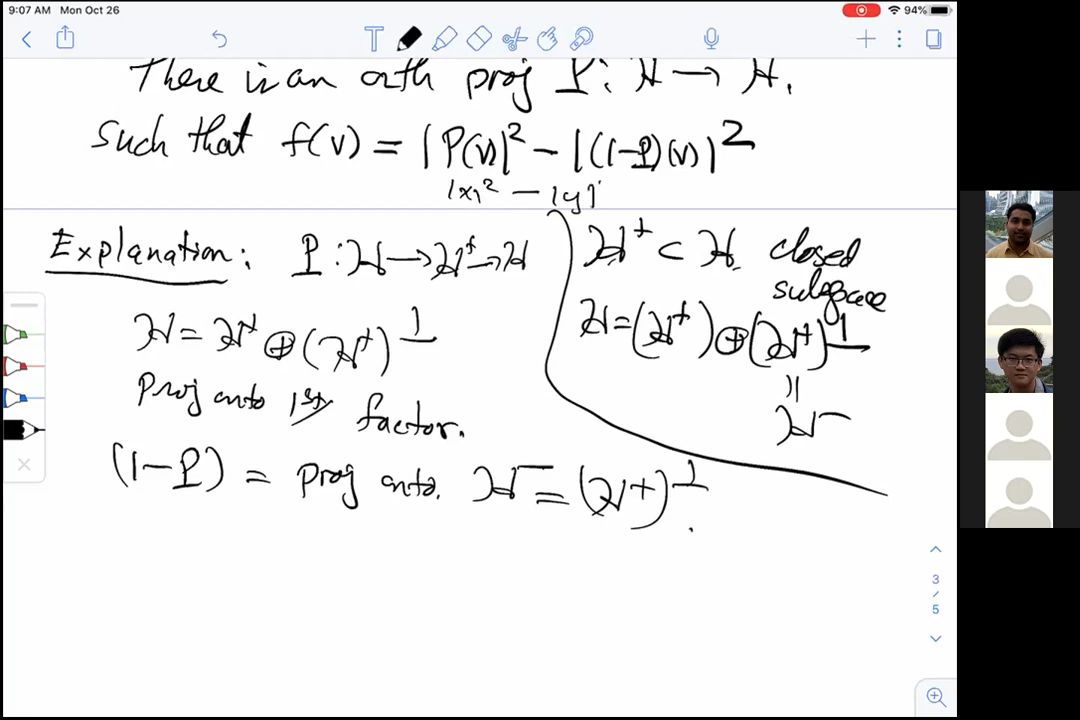 9:07 AM Mon Oct 26
94%
There is an orth proj P : H → H.
such that f(v) = |P(v)|² − |(1−P)(v)|²
|x|² − |y|
Explanation : P : H → H⁺ → H
H = H⁺ ⊕ (H⁺)⊥
Proj onto 1st factor.
(1−P) = Proj onto H⁻ = (H⁺)⊥.
H⁺ ⊂ H closed
subspace
H = (H⁺) ⊕ (H⁺)⊥
=
H⁻
3
/
5